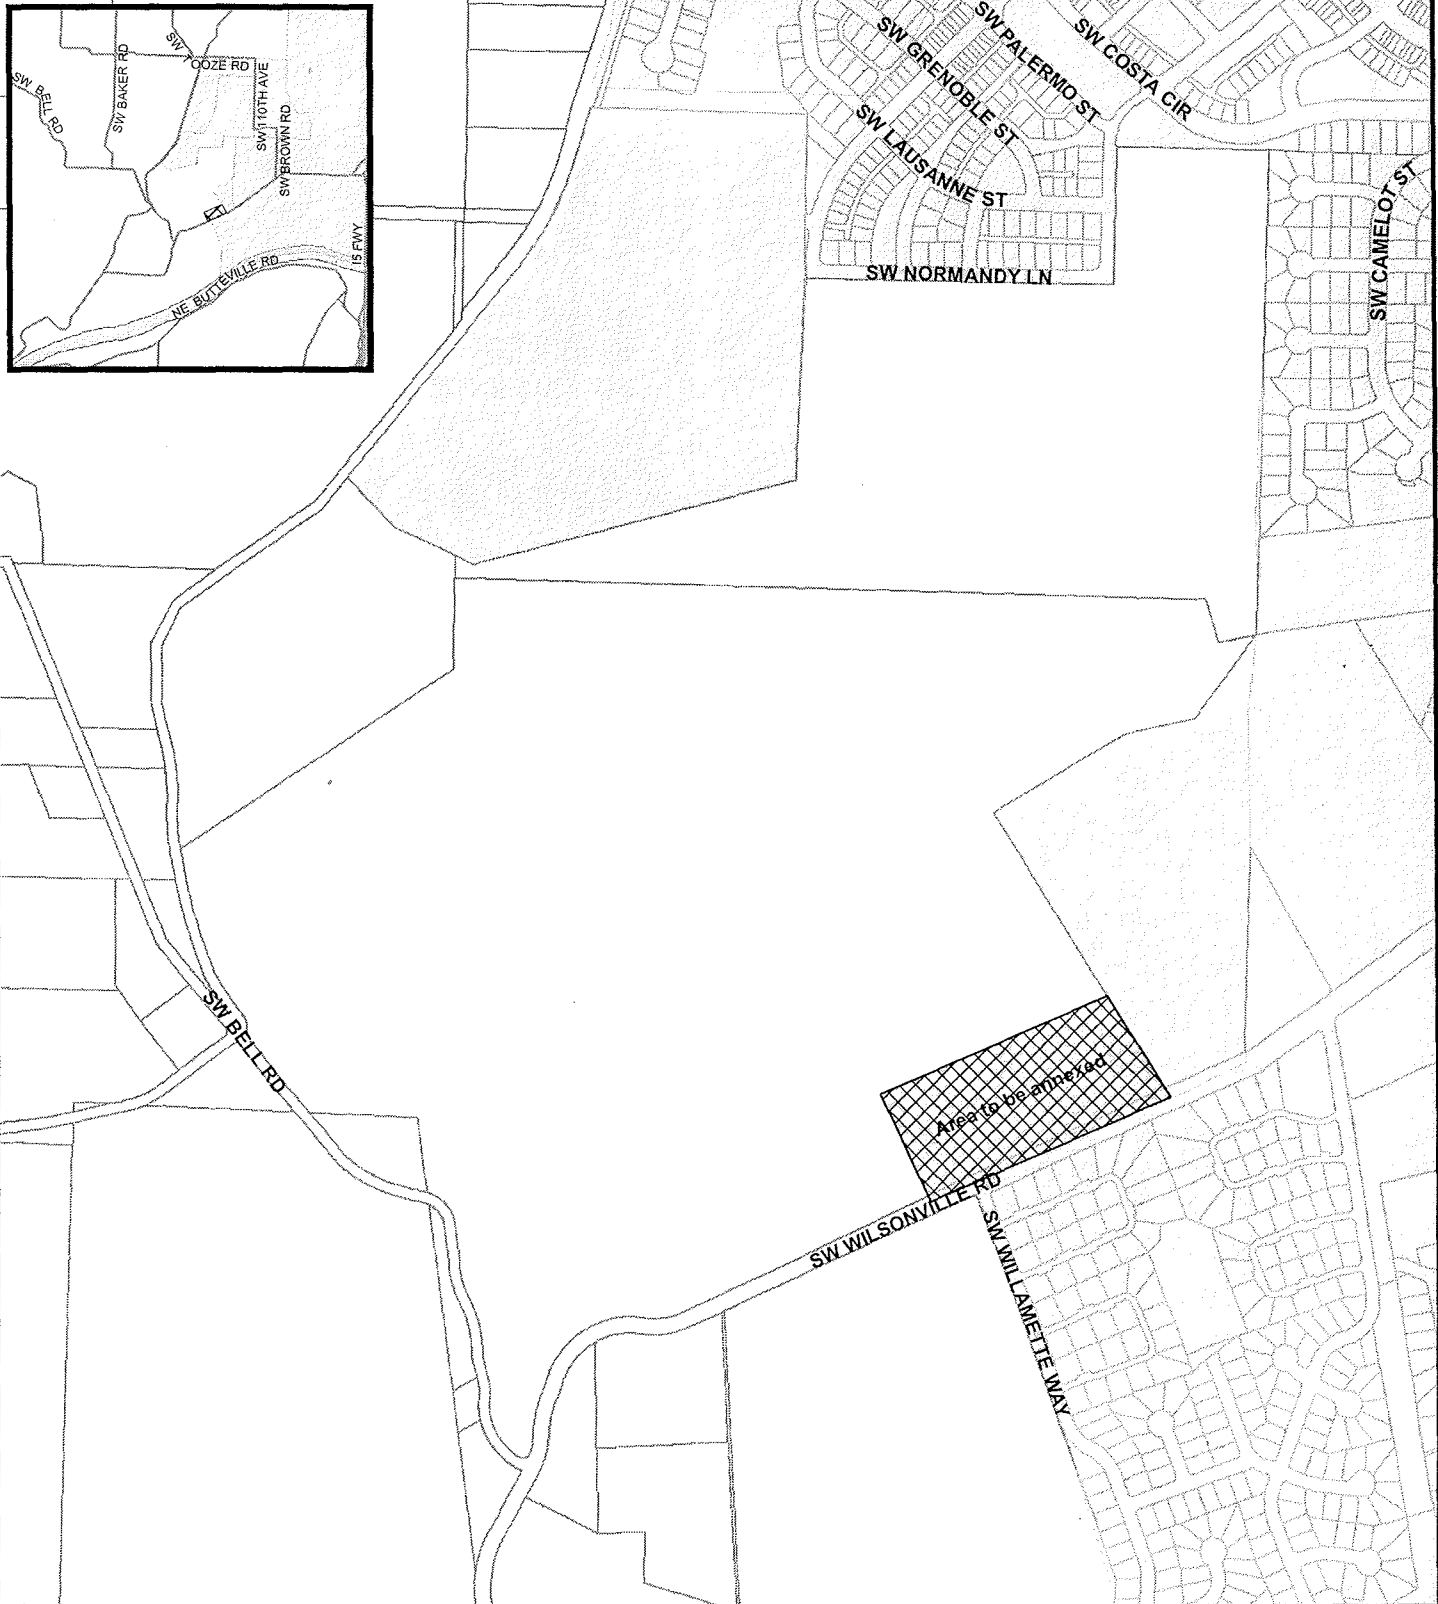 SW
OOZE RD
SW BAKER RD
SW BELL RD
SW 110TH AVE
SW BROWN RD
I5 FWY
NE BUTTEVILLE RD
SW GRENOBLE ST
SW PALERMO ST
SW COSTA CIR
SW LAUSANNE ST
SW NORMANDY LN
SW CAMELOT ST
SW BELL RD
Area to be annexed
SW WILSONVILLE RD
SW WILLAMETTE WAY